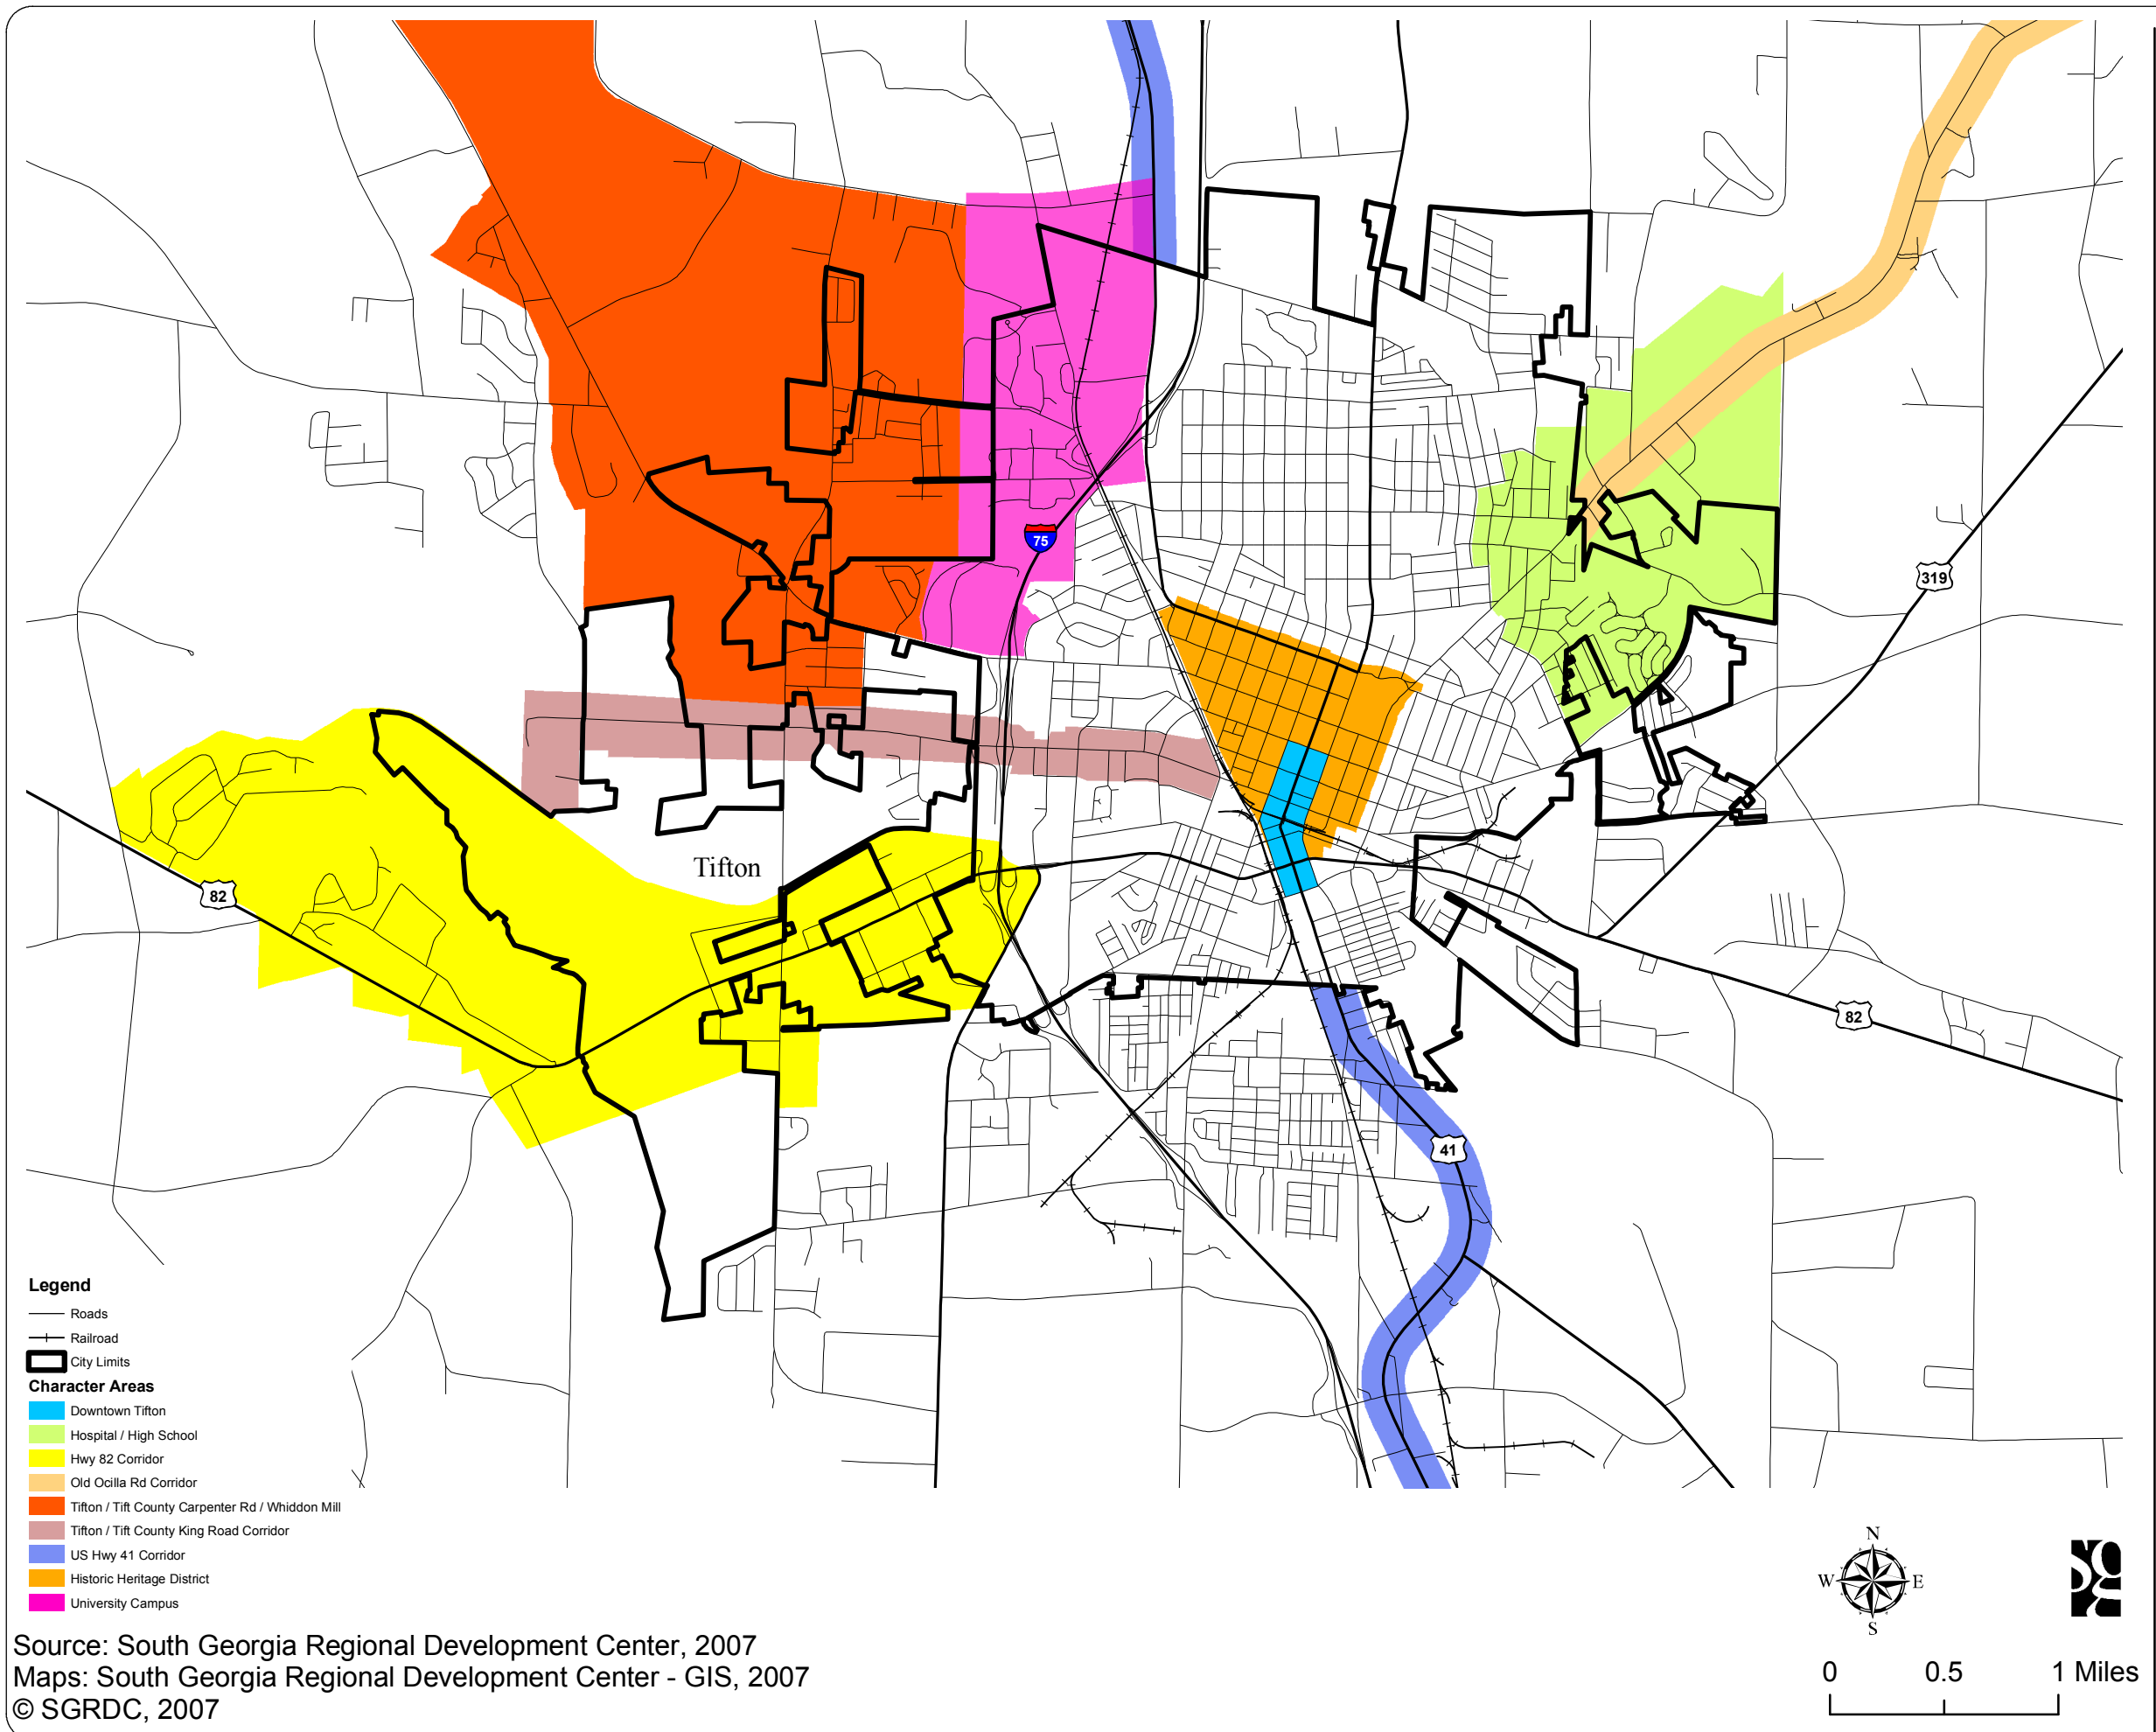 75
319
Tifton
82
82
41
Legend
Roads
Railroad
City Limits
Character Areas
Downtown Tifton
Hospital / High School
Hwy 82 Corridor
Old Ocilla Rd Corridor
Tifton / Tift County Carpenter Rd / Whiddon Mill
Tifton / Tift County King Road Corridor
US Hwy 41 Corridor
Historic Heritage District
University Campus
N
W E
S
sg
Source: South Georgia Regional Development Center, 2007
Maps: South Georgia Regional Development Center - GIS, 2007
© SGRDC, 2007
0 0.5 1 Miles